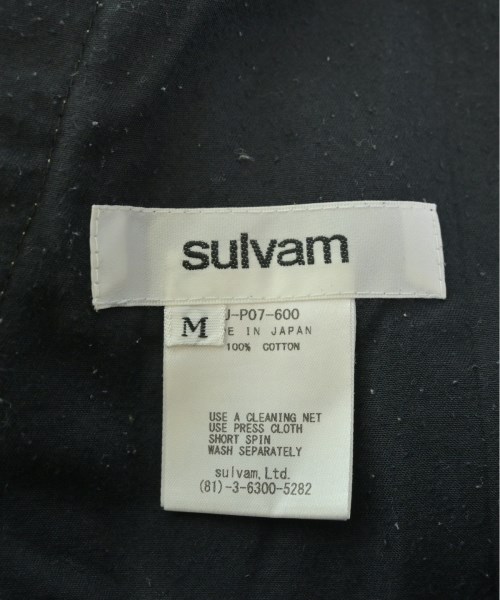 sulvam
M
J-P07-600
E IN JAPAN
100% COTTON
USE A CLEANING NET
USE PRESS CLOTH
SHORT SPIN
WASH SEPARATELY
sulvam,Ltd.
(81)-3-6300-5282